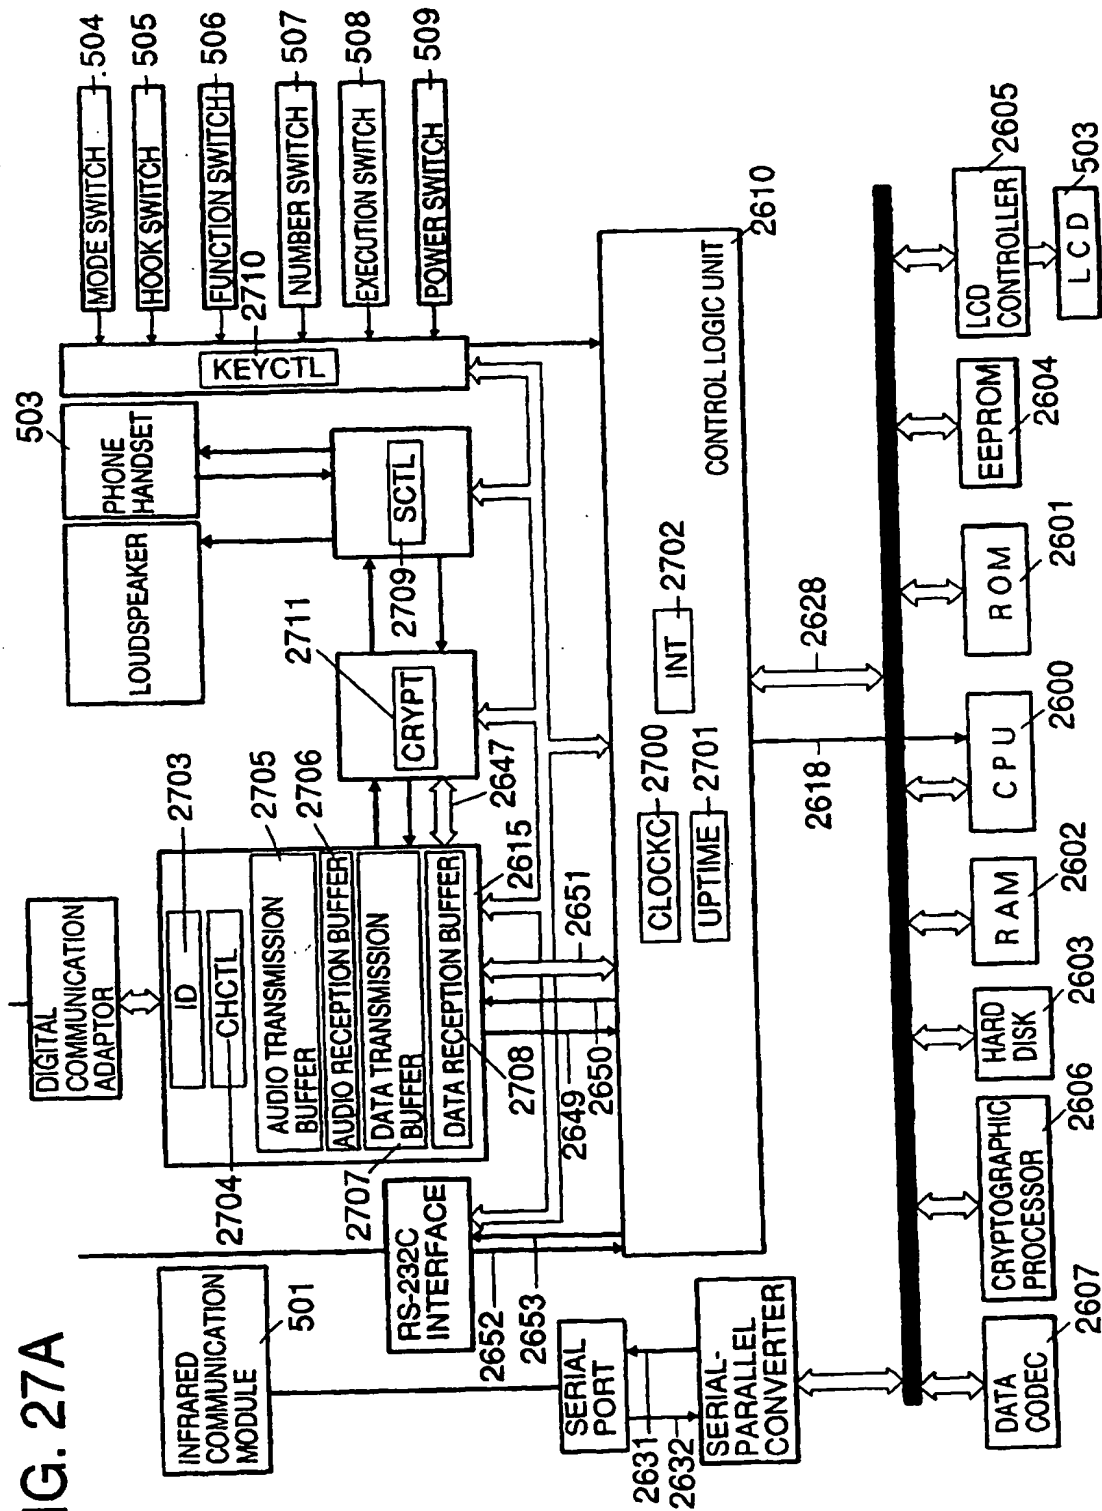 IG. 27A
INFRARED
COMMUNICATION
MODULE
501
DIGITAL
COMMUNICATION
ADAPTOR
ID
2703
CHCTL
2704
AUDIO TRANSMISSION
BUFFER
2705
AUDIO RECEPTION BUFFER
2706
DATA TRANSMISSION
BUFFER
2707
DATA RECEPTION BUFFER
2708
2615
2647
2649
2650
2651
RS-232C
INTERFACE
2652
2653
LOUDSPEAKER
PHONE
HANDSET
503
CRYPT
2711
SCTL
2709
KEYCTL
2710
MODE SWITCH
504
HOOK SWITCH
505
FUNCTION SWITCH
506
NUMBER SWITCH
507
EXECUTION SWITCH
508
POWER SWITCH
509
SERIAL
PORT
2631
2632
SERIAL-
PARALLEL
CONVERTER
CLOCKC
2700
UPTIME
2701
INT
2702
CONTROL LOGIC UNIT
2610
2618
2628
DATA
CODEC
2607
CRYPTOGRAPHIC
PROCESSOR
2606
HARD
DISK
2603
RAM
2602
CPU
2600
ROM
2601
EEPROM
2604
LCD
CONTROLLER
2605
LCD
503